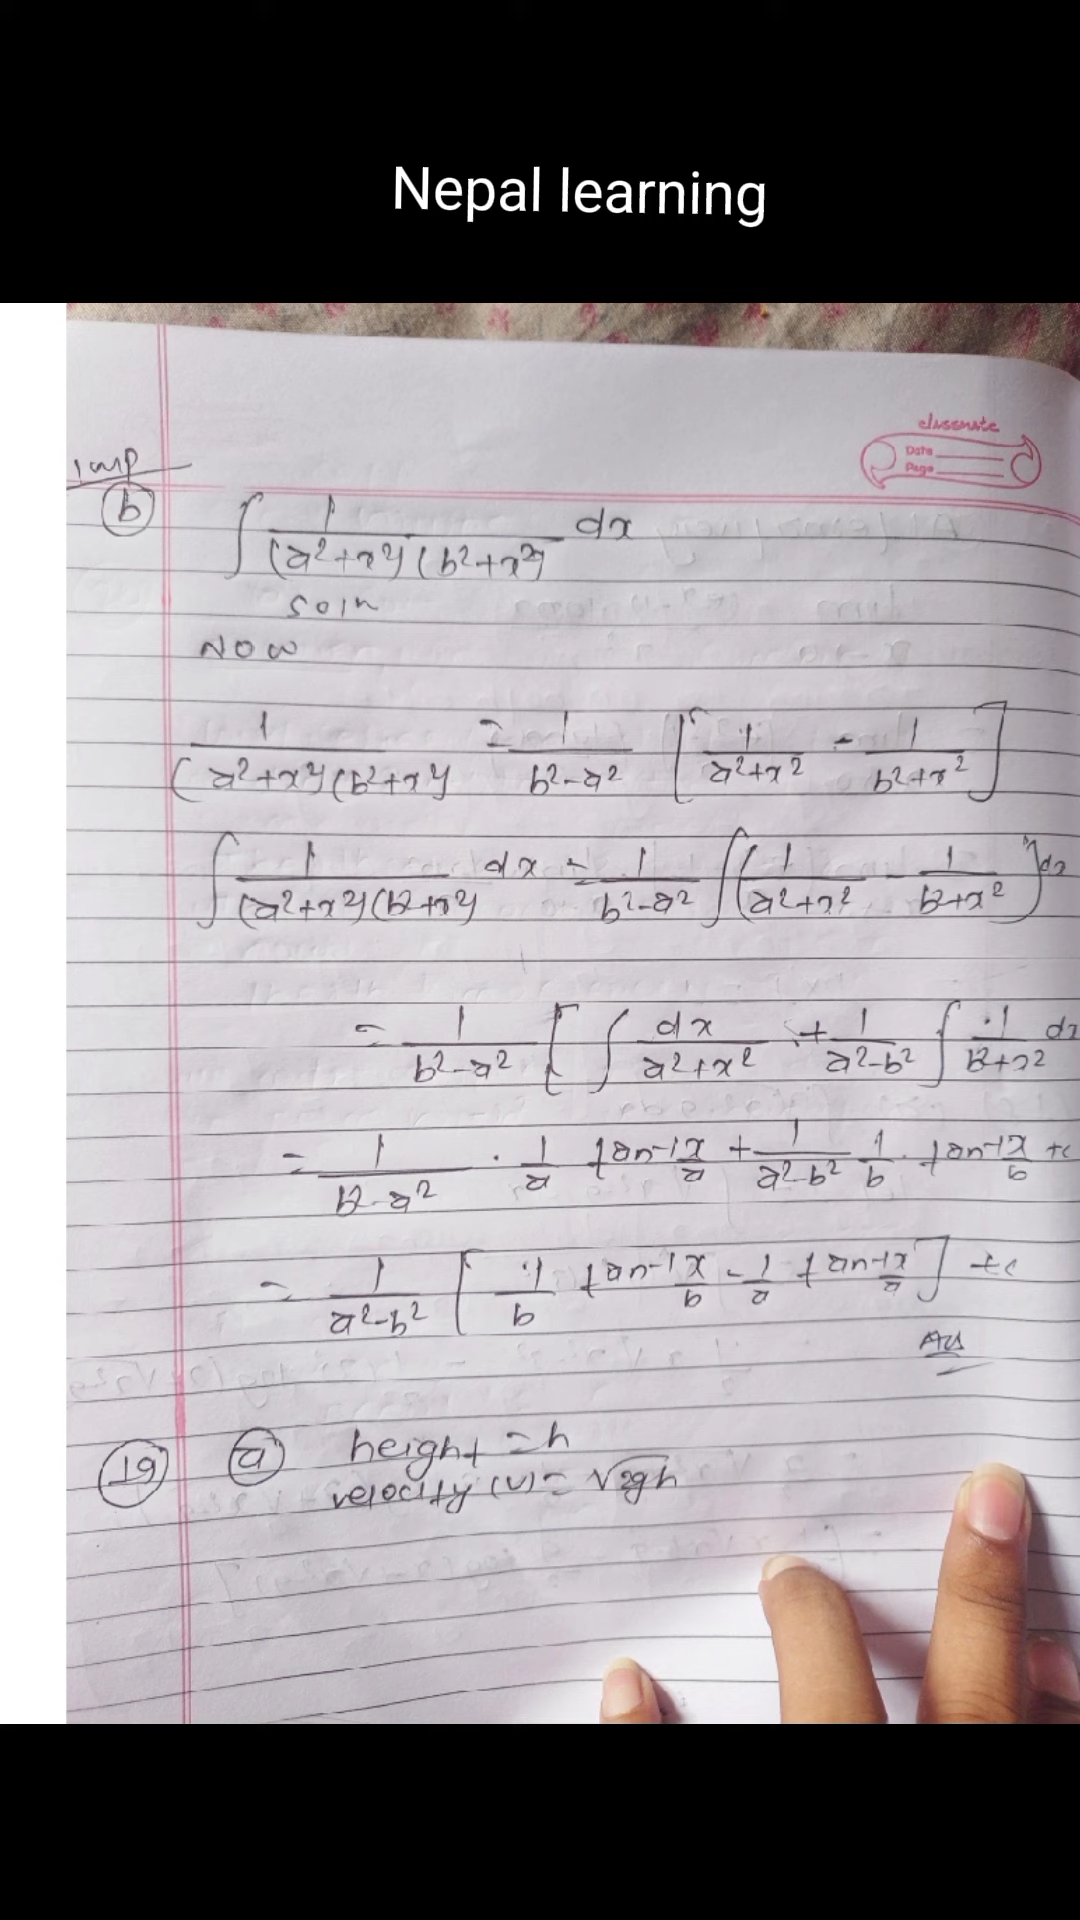 Nepal learning
classmate
Date
Page
Imp
(b) ∫ 1/((a²+x²)(b²+x²)) dx
Soln
Now
1/((a²+x²)(b²+x²)) = 1/(b²-a²) [1/(a²+x²) - 1/(b²+x²)]
∫ 1/((a²+x²)(b²+x²)) dx = 1/(b²-a²) ∫(1/(a²+x²) - 1/(b²+x²)) dx
= 1/(b²-a²) [ ∫ dx/(a²+x²) + 1/(a²-b²) ∫ 1/(b²+x²) dx
= 1/(b²-a²) . 1/a tan-1 x/a + 1/(a²-b²) 1/b . tan-1 x/b +c
= 1/(a²-b²) [ 1/b tan-1 x/b - 1/a tan-1 x/a ] +c
Ans
(19) (a) height = h
velocity (v) = √2gh